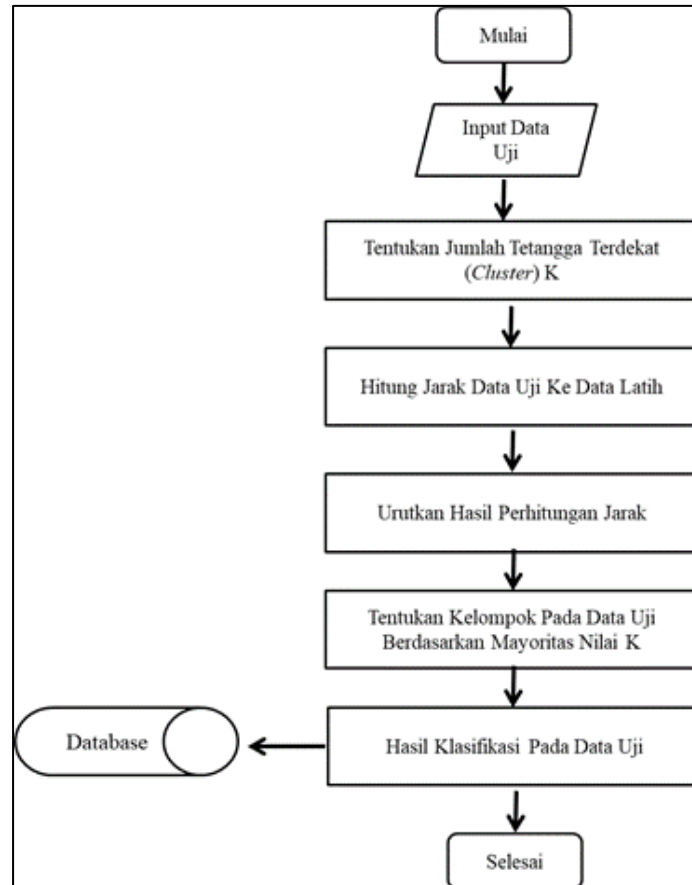 Mulai
Input Data
Uji
Tentukan Jumlah Tetangga Terdekat
(Cluster) K
Hitung Jarak Data Uji Ke Data Latih
Urutkan Hasil Perhitungan Jarak
Tentukan Kelompok Pada Data Uji
Berdasarkan Mayoritas Nilai K
Database
Hasil Klasifikasi Pada Data Uji
Selesai